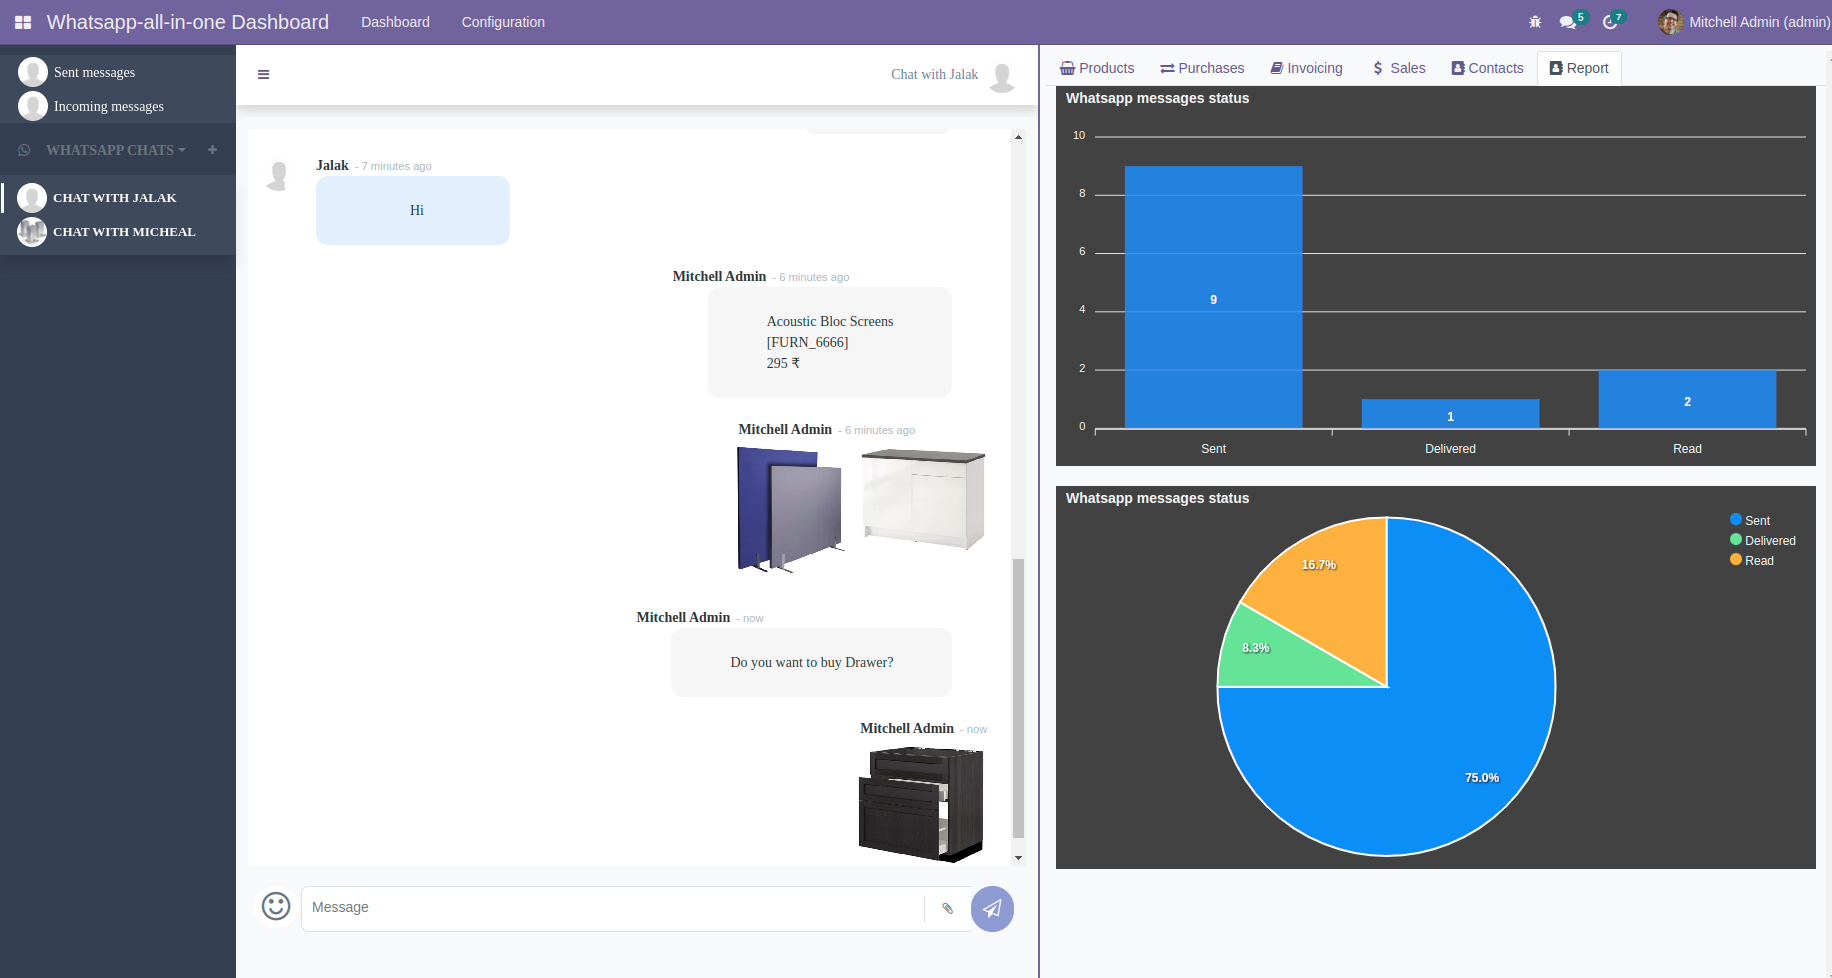 Whatsapp-all-in-one Dashboard
Dashboard
Configuration
5
7
Mitchell Admin (admin)
Sent messages
Incoming messages
WHATSAPP CHATS
CHAT WITH JALAK
CHAT WITH MICHEAL
Chat with Jalak
Jalak - 7 minutes ago
Hi
Mitchell Admin - 6 minutes ago
Acoustic Bloc Screens
[FURN_6666]
295 ₹
Mitchell Admin - 6 minutes ago
Mitchell Admin - now
Do you want to buy Drawer?
Mitchell Admin - now
Message
Products
Purchases
Invoicing
Sales
Contacts
Report
Whatsapp messages status
10
8
6
4
2
0
9
1
2
Sent
Delivered
Read
Whatsapp messages status
Sent
Delivered
Read
16.7%
8.3%
75.0%